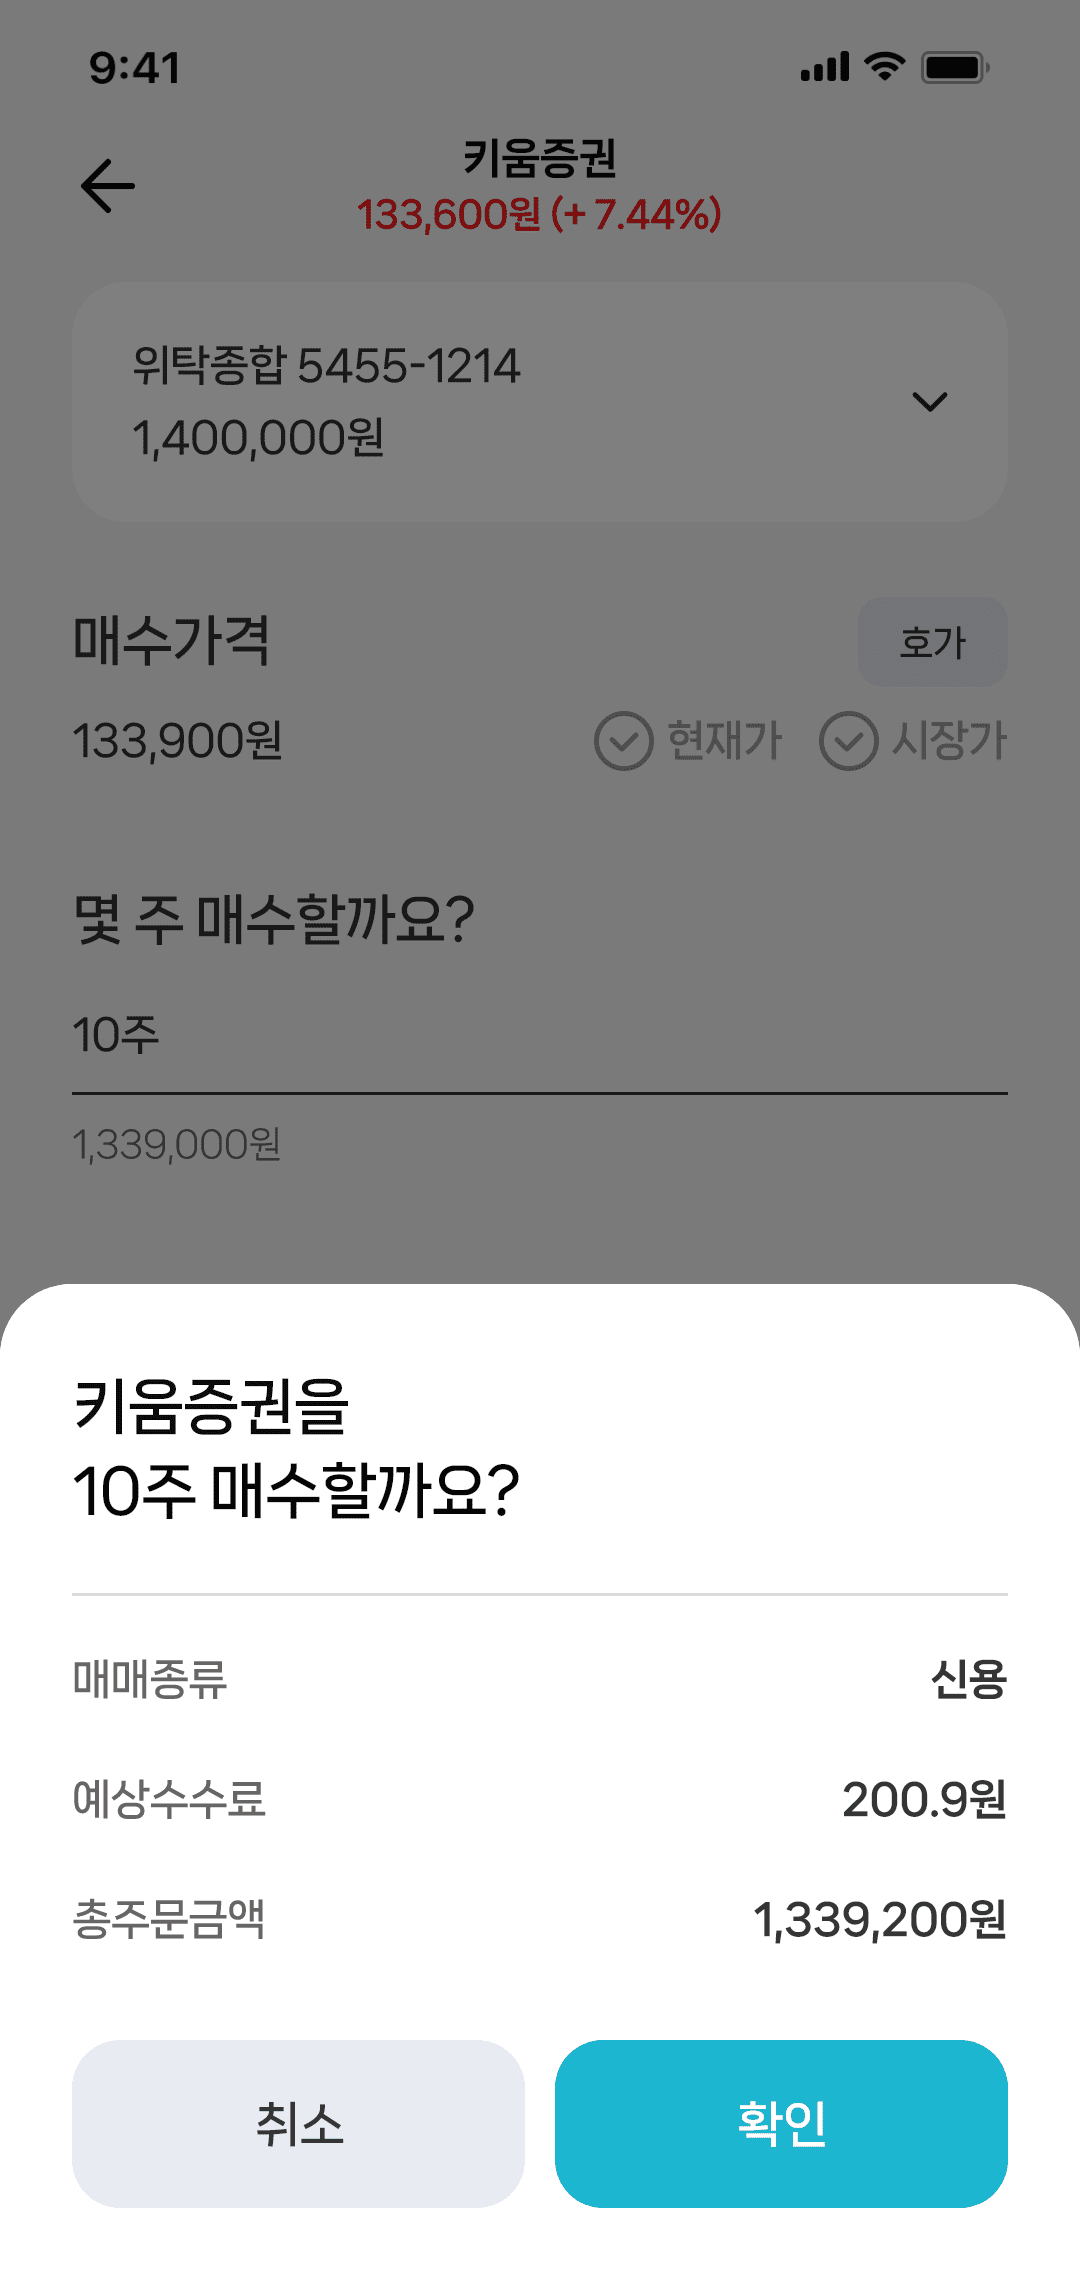 9:41
키움증권
133,600원 (+ 7.44%)
위탁종합 5455-1214
1,400,000원
매수가격
호가
133,900원
현재가
시장가
몇 주 매수할까요?
10주
1,339,000원
키움증권을
10주 매수할까요?
매매종류
신용
예상수수료
200.9원
총주문금액
1,339,200원
취소
확인